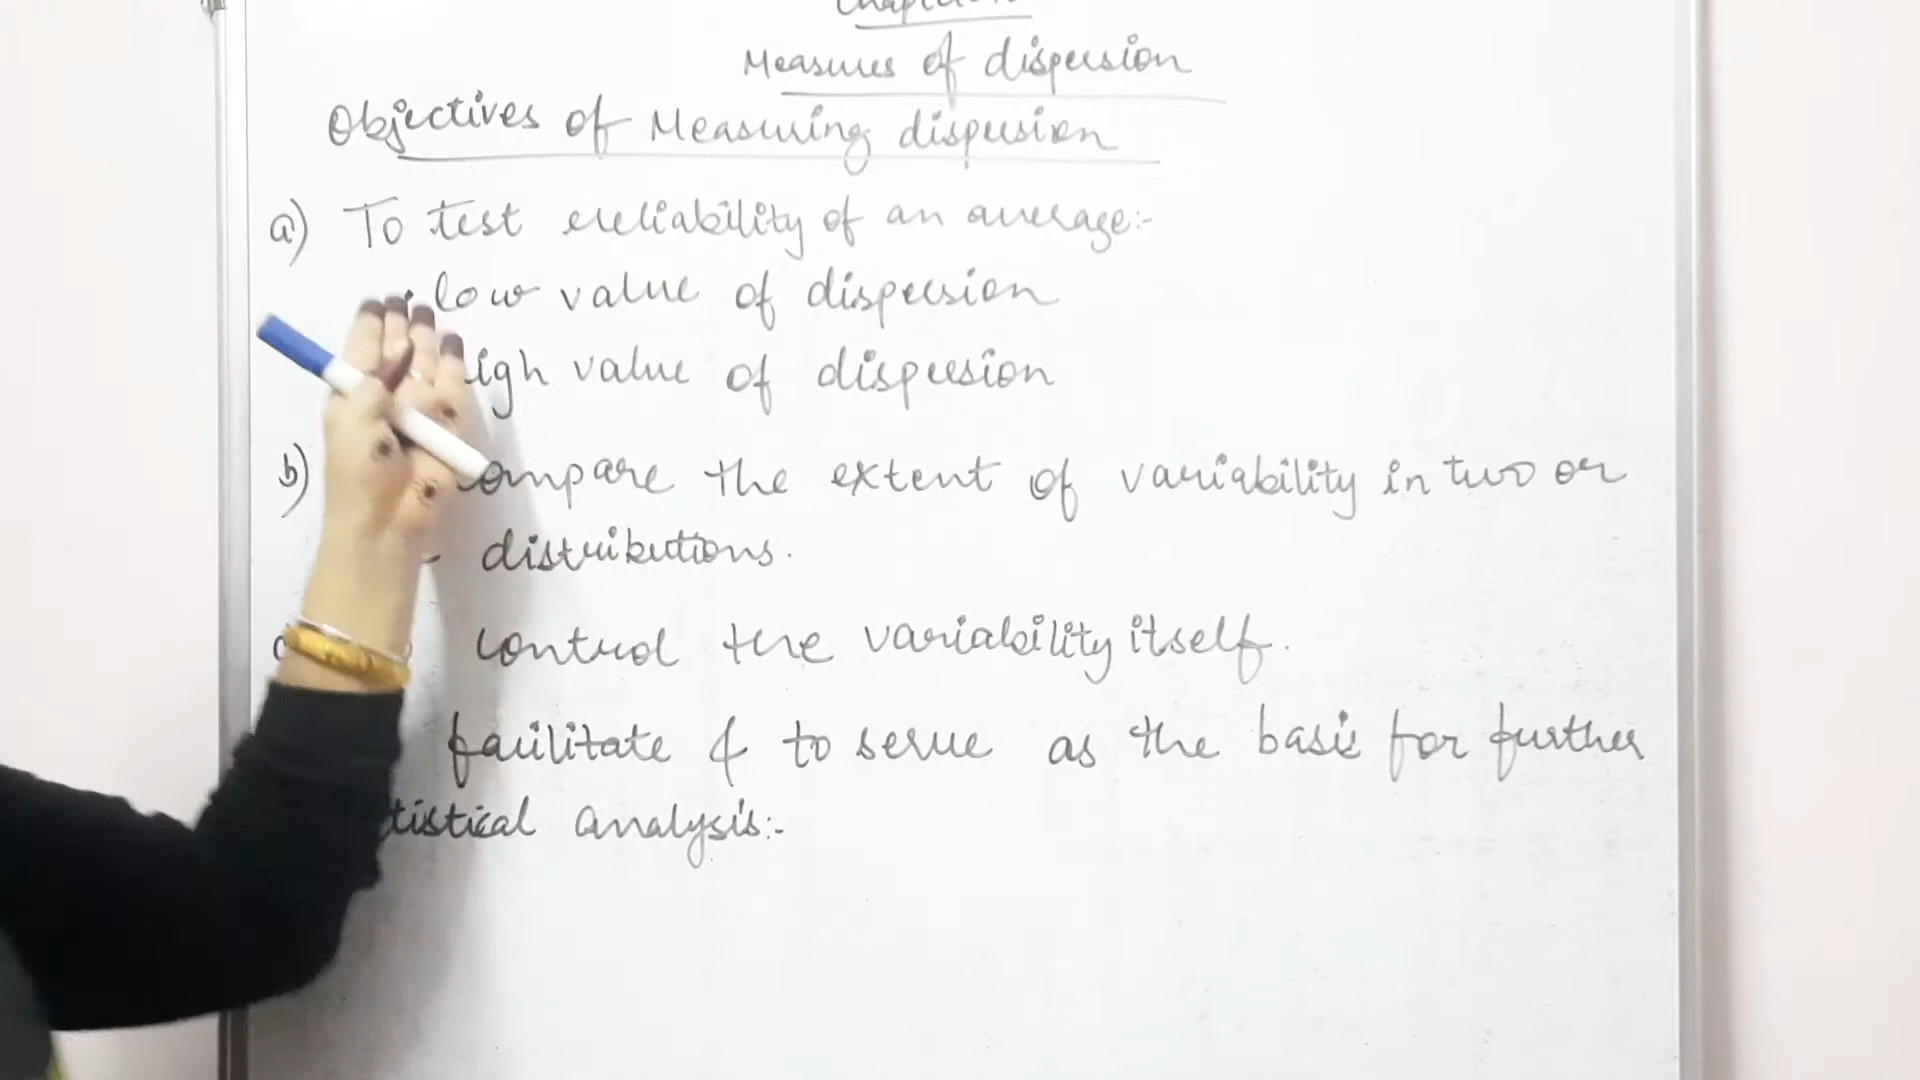 Measures of dispersion
Objectives of Measuring dispersion
a) To test reliability of an average:-
• low value of dispersion
igh value of dispersion
b) ompare the extent of variability in two or
distributions.
control the variability itself.
facilitate & to serve as the basis for further
tistical analysis:-